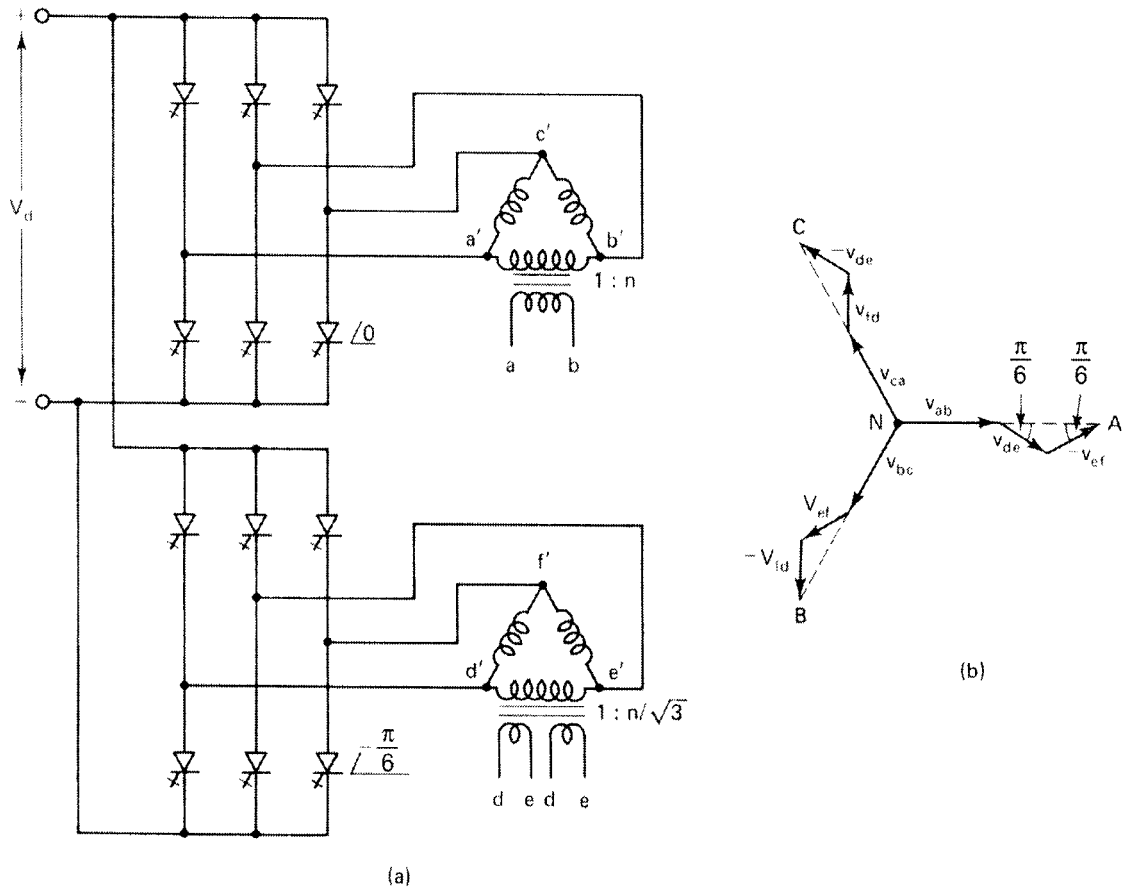 +
V_d
−
c'
a'
b'
1 : n
∠0
a b
f'
d'
e'
1 : n/√3
∠−π/6
d e d e
(a)
C
−v_de
v_fd
v_ca
N
v_ab
π/6
π/6
A
v_de
−v_ef
v_bc
V_ef
−V_fd
B
(b)